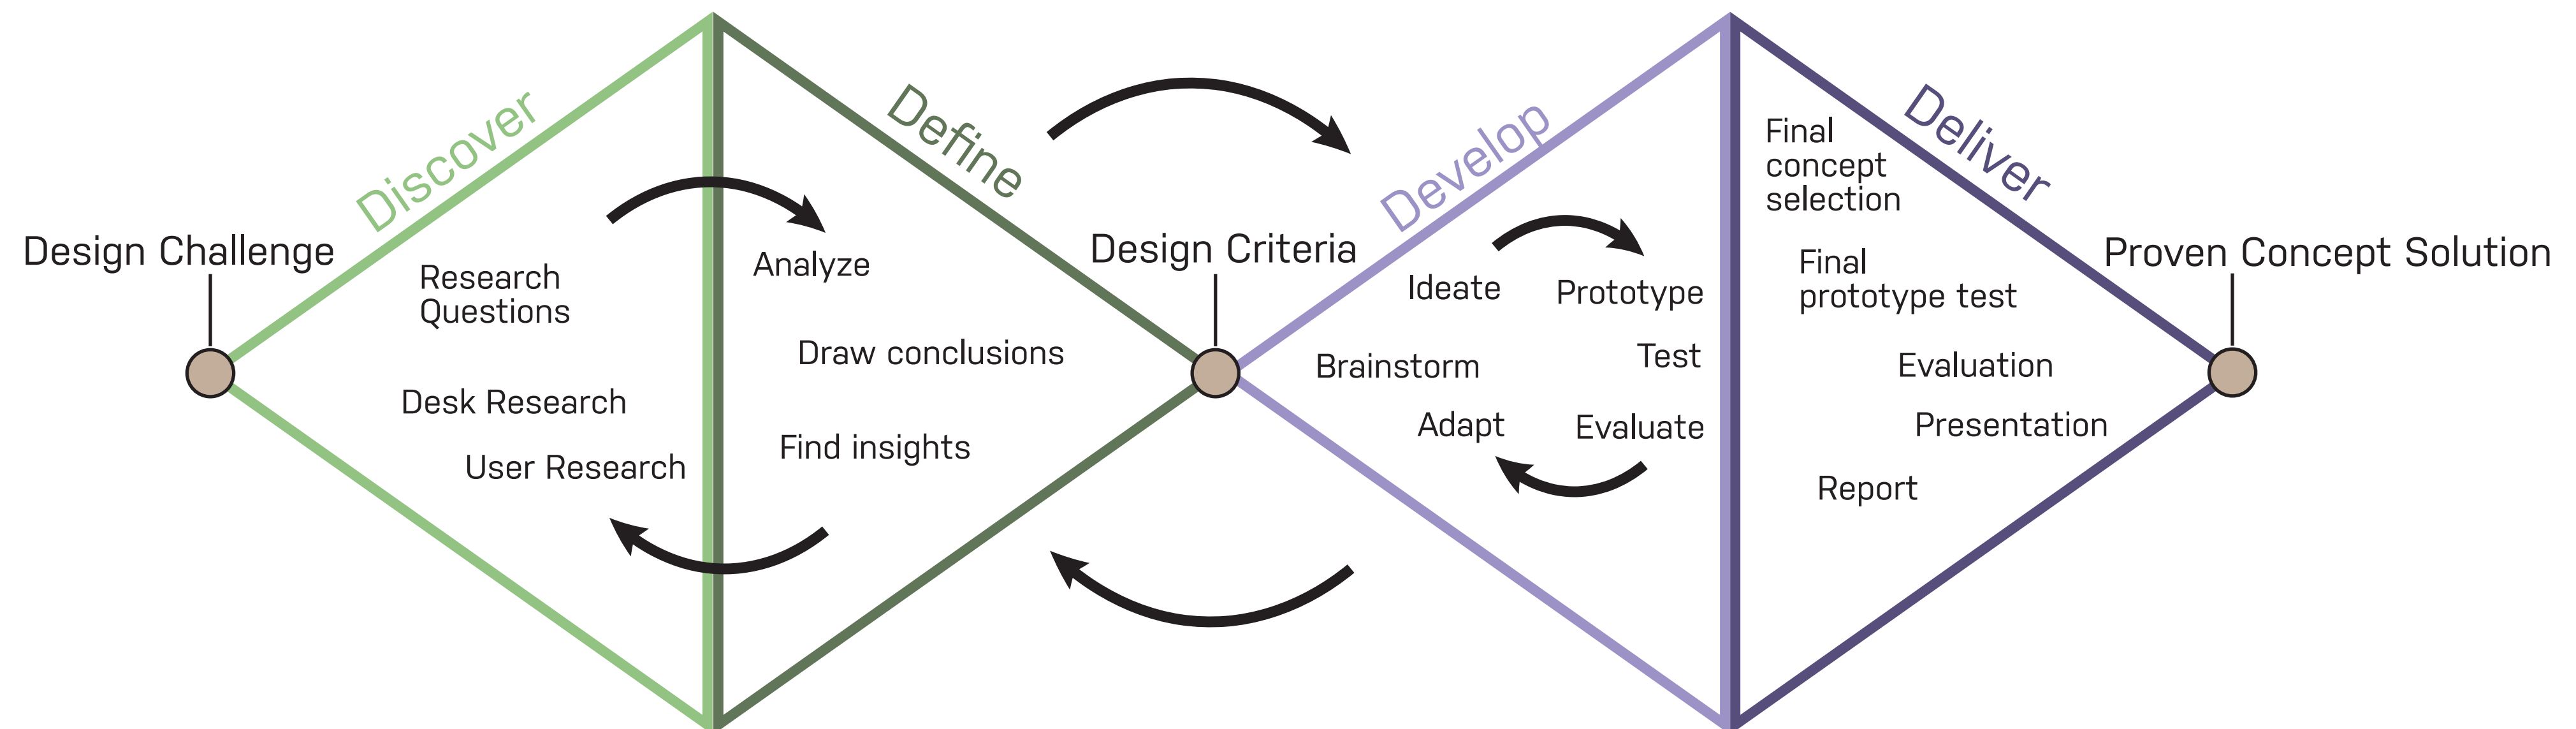 Discover
Define
Develop
Deliver
Design Challenge
Research
Questions
Desk Research
User Research
Analyze
Draw conclusions
Find insights
Design Criteria
Ideate
Prototype
Brainstorm
Test
Adapt
Evaluate
Final
concept
selection
Final
prototype test
Evaluation
Presentation
Report
Proven Concept Solution